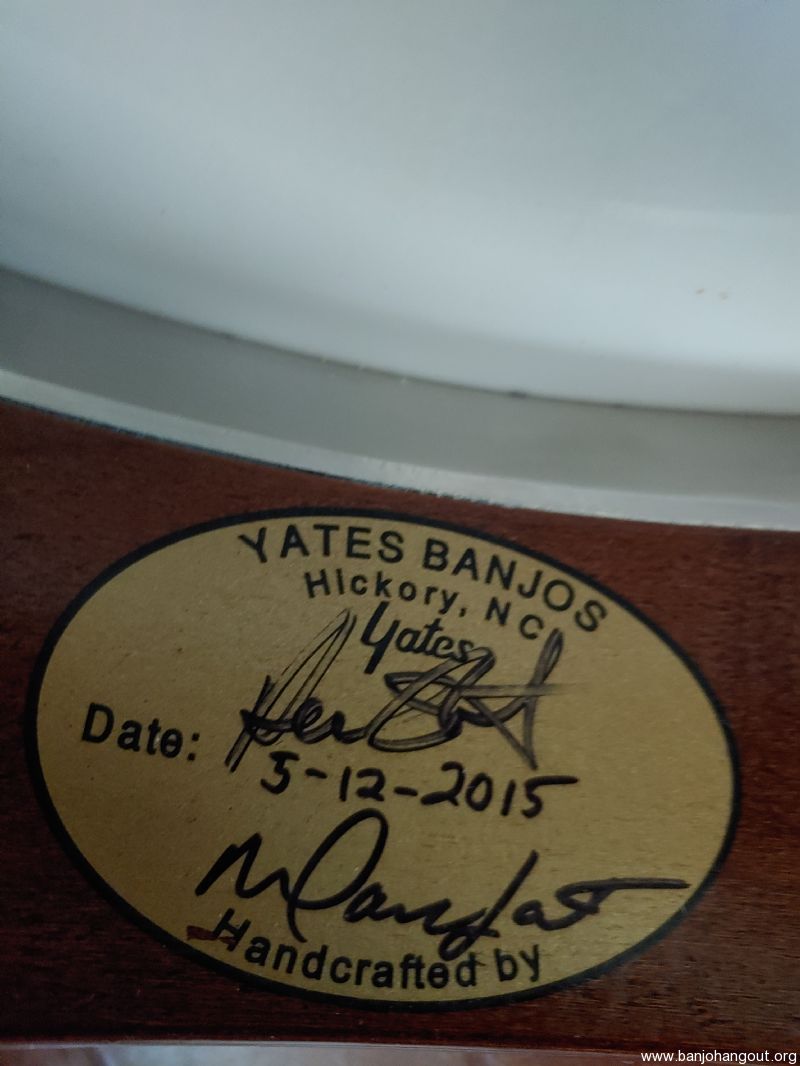 YATES BANJOS
Hickory, NC
Yates
Date:
5-12-2015
Handcrafted by
www.banjohangout.org